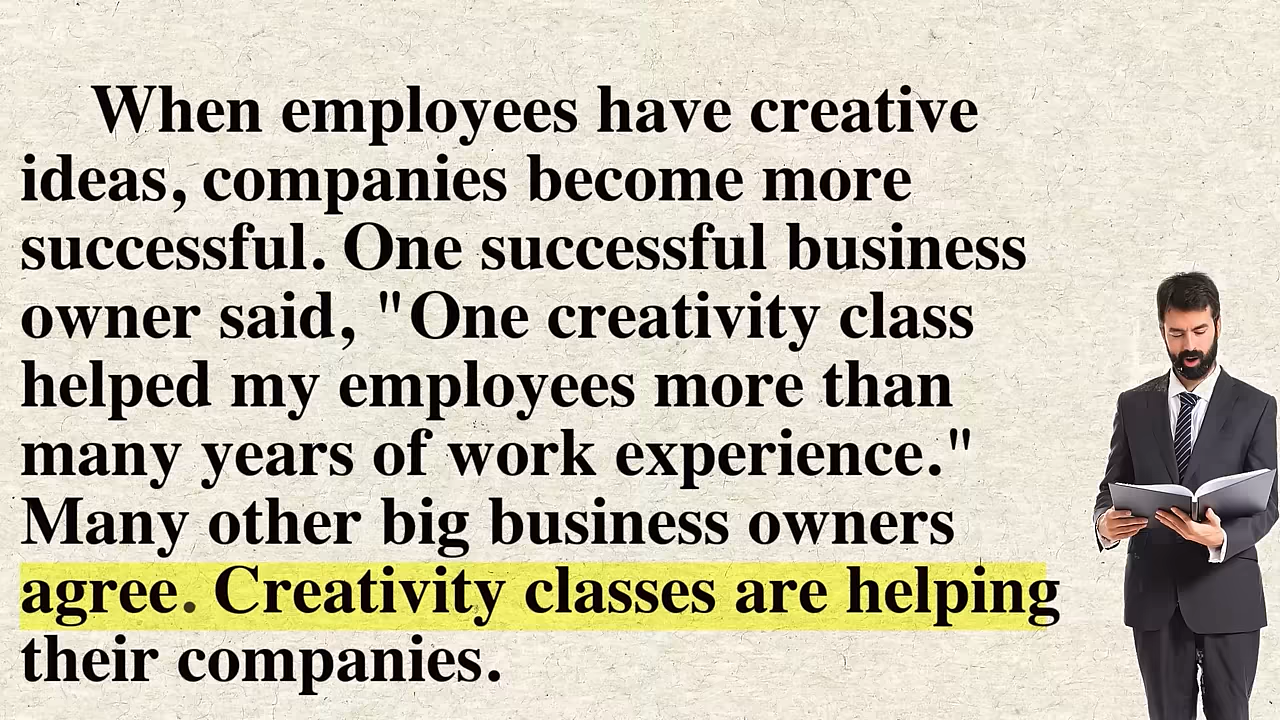 When employees have creative
ideas, companies become more
successful. One successful business
owner said, "One creativity class
helped my employees more than
many years of work experience."
Many other big business owners
agree. Creativity classes are helping
their companies.